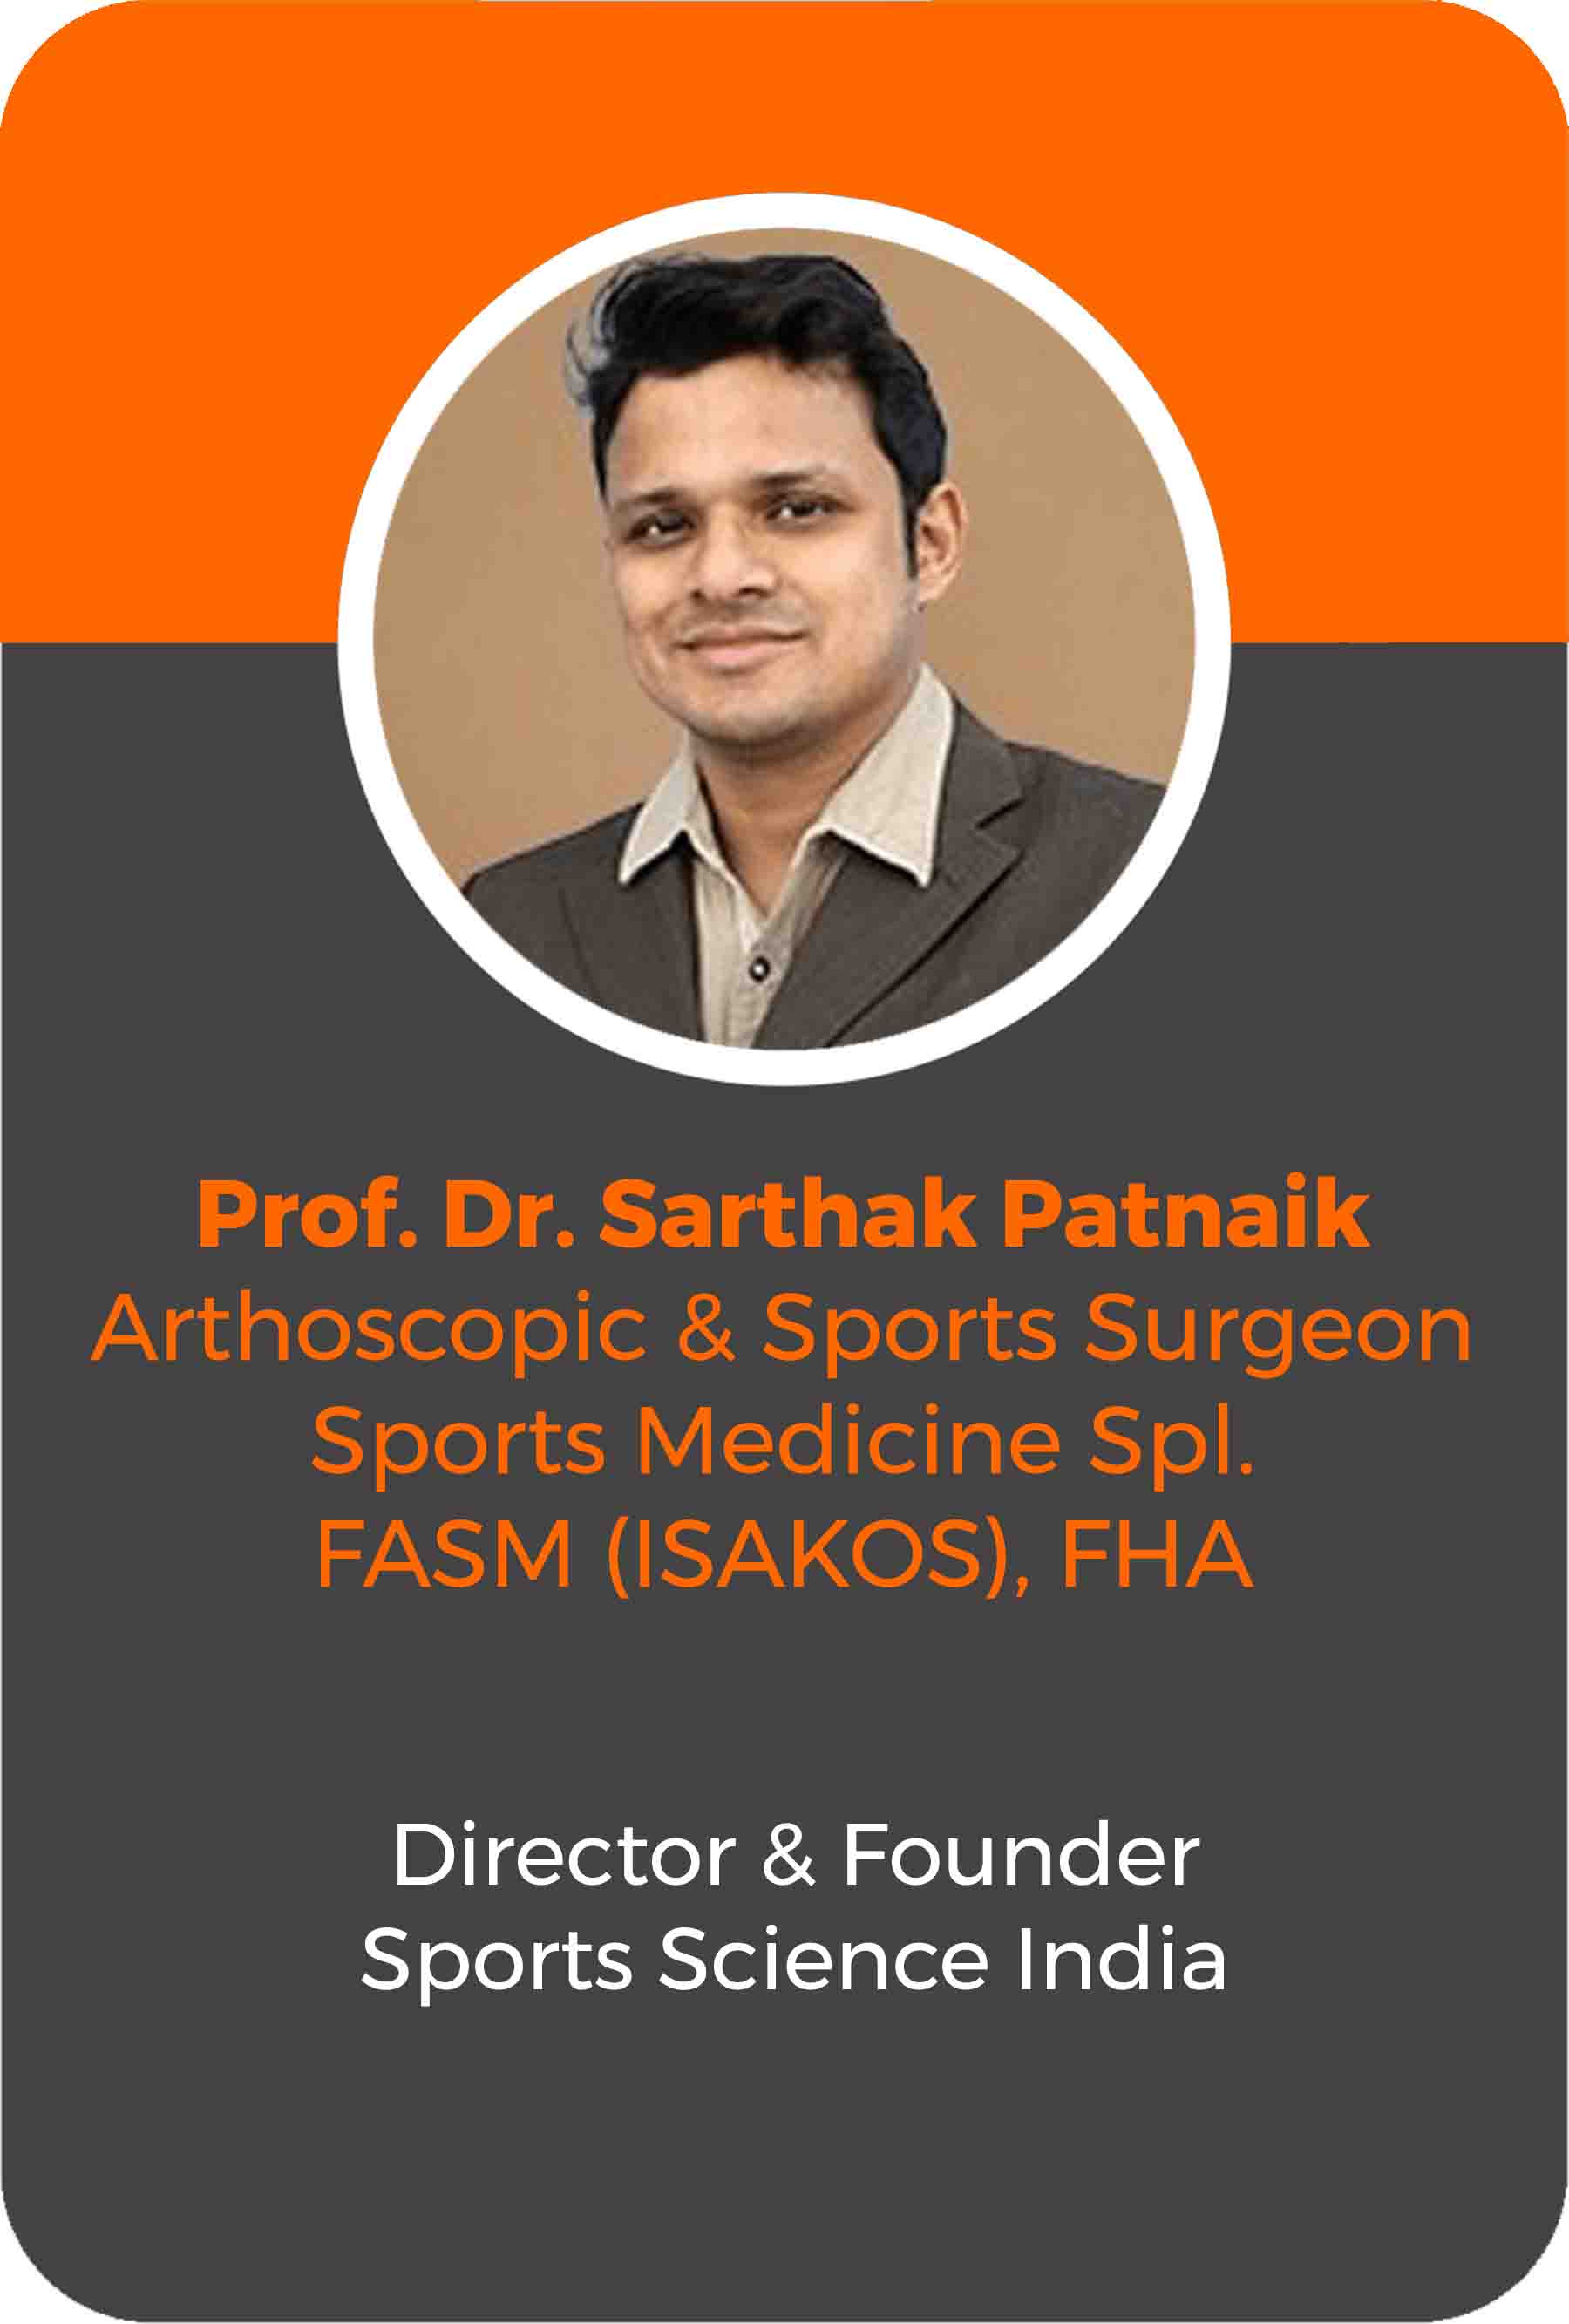 Prof. Dr. Sarthak Patnaik
Arthoscopic & Sports Surgeon
Sports Medicine Spl.
FASM (ISAKOS), FHA
Director & Founder
Sports Science India